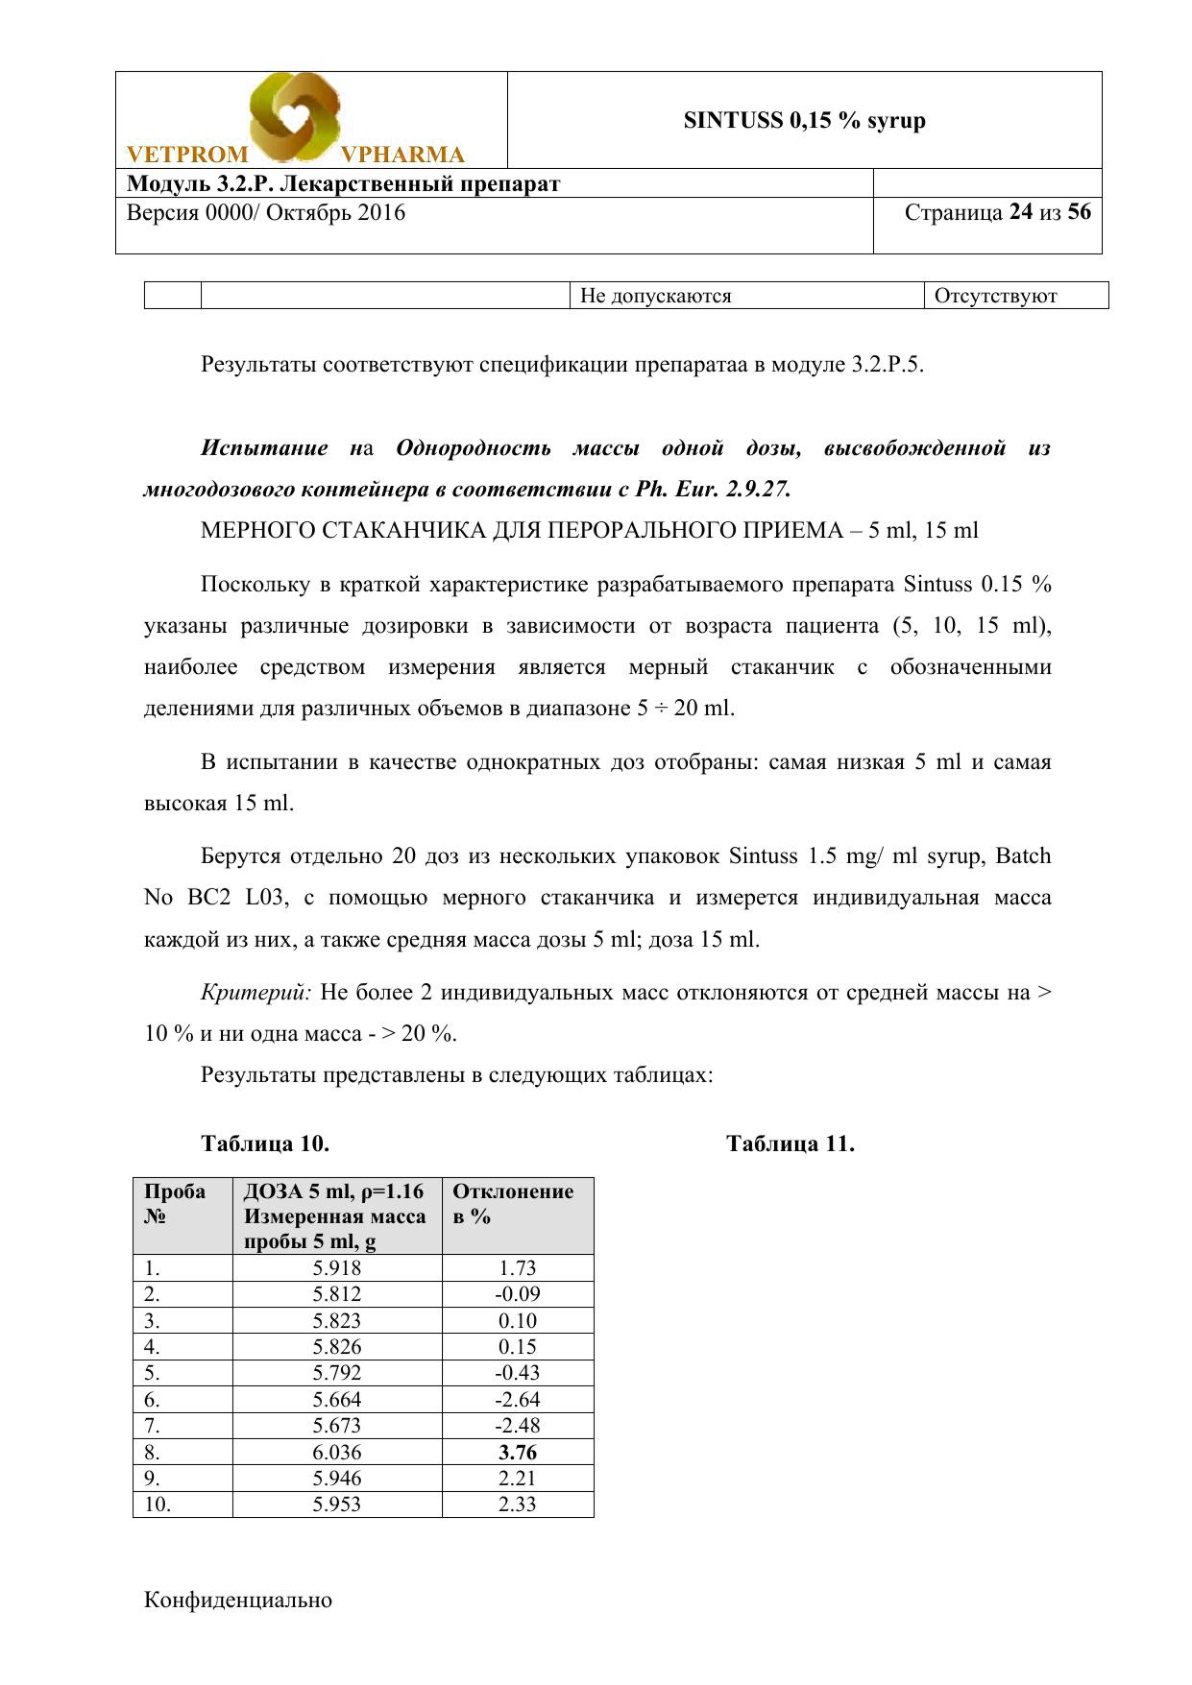 VETPROM VPHARMA
SINTUSS 0,15 % syrup
Модуль 3.2.P. Лекарственный препарат
Версия 0000/ Октябрь 2016
Страница 24 из 56
Не допускаются Отсутствуют
Результаты соответствуют спецификации препаратаа в модуле 3.2.P.5.
Испытание на Однородность массы одной дозы, высвобожденной из
многодозового контейнера в соответствии с Ph. Eur. 2.9.27.
МЕРНОГО СТАКАНЧИКА ДЛЯ ПЕРОРАЛЬНОГО ПРИЕМА – 5 ml, 15 ml
Поскольку в краткой характеристике разрабатываемого препарата Sintuss 0.15 %
указаны различные дозировки в зависимости от возраста пациента (5, 10, 15 ml),
наиболее средством измерения является мерный стаканчик с обозначенными
делениями для различных объемов в диапазоне 5 ÷ 20 ml.
В испытании в качестве однократных доз отобраны: самая низкая 5 ml и самая
высокая 15 ml.
Берутся отдельно 20 доз из нескольких упаковок Sintuss 1.5 mg/ ml syrup, Batch
No BC2 L03, с помощью мерного стаканчика и измерется индивидуальная масса
каждой из них, а также средняя масса дозы 5 ml; доза 15 ml.
Критерий: Не более 2 индивидуальных масс отклоняются от средней массы на >
10 % и ни одна масса - > 20 %.
Результаты представлены в следующих таблицах:
Таблица 10. Таблица 11.
Проба ДОЗА 5 ml, ρ=1.16 Отклонение
№ Измеренная масса в %
пробы 5 ml, g
1. 5.918 1.73
2. 5.812 -0.09
3. 5.823 0.10
4. 5.826 0.15
5. 5.792 -0.43
6. 5.664 -2.64
7. 5.673 -2.48
8. 6.036 3.76
9. 5.946 2.21
10. 5.953 2.33
Конфиденциально